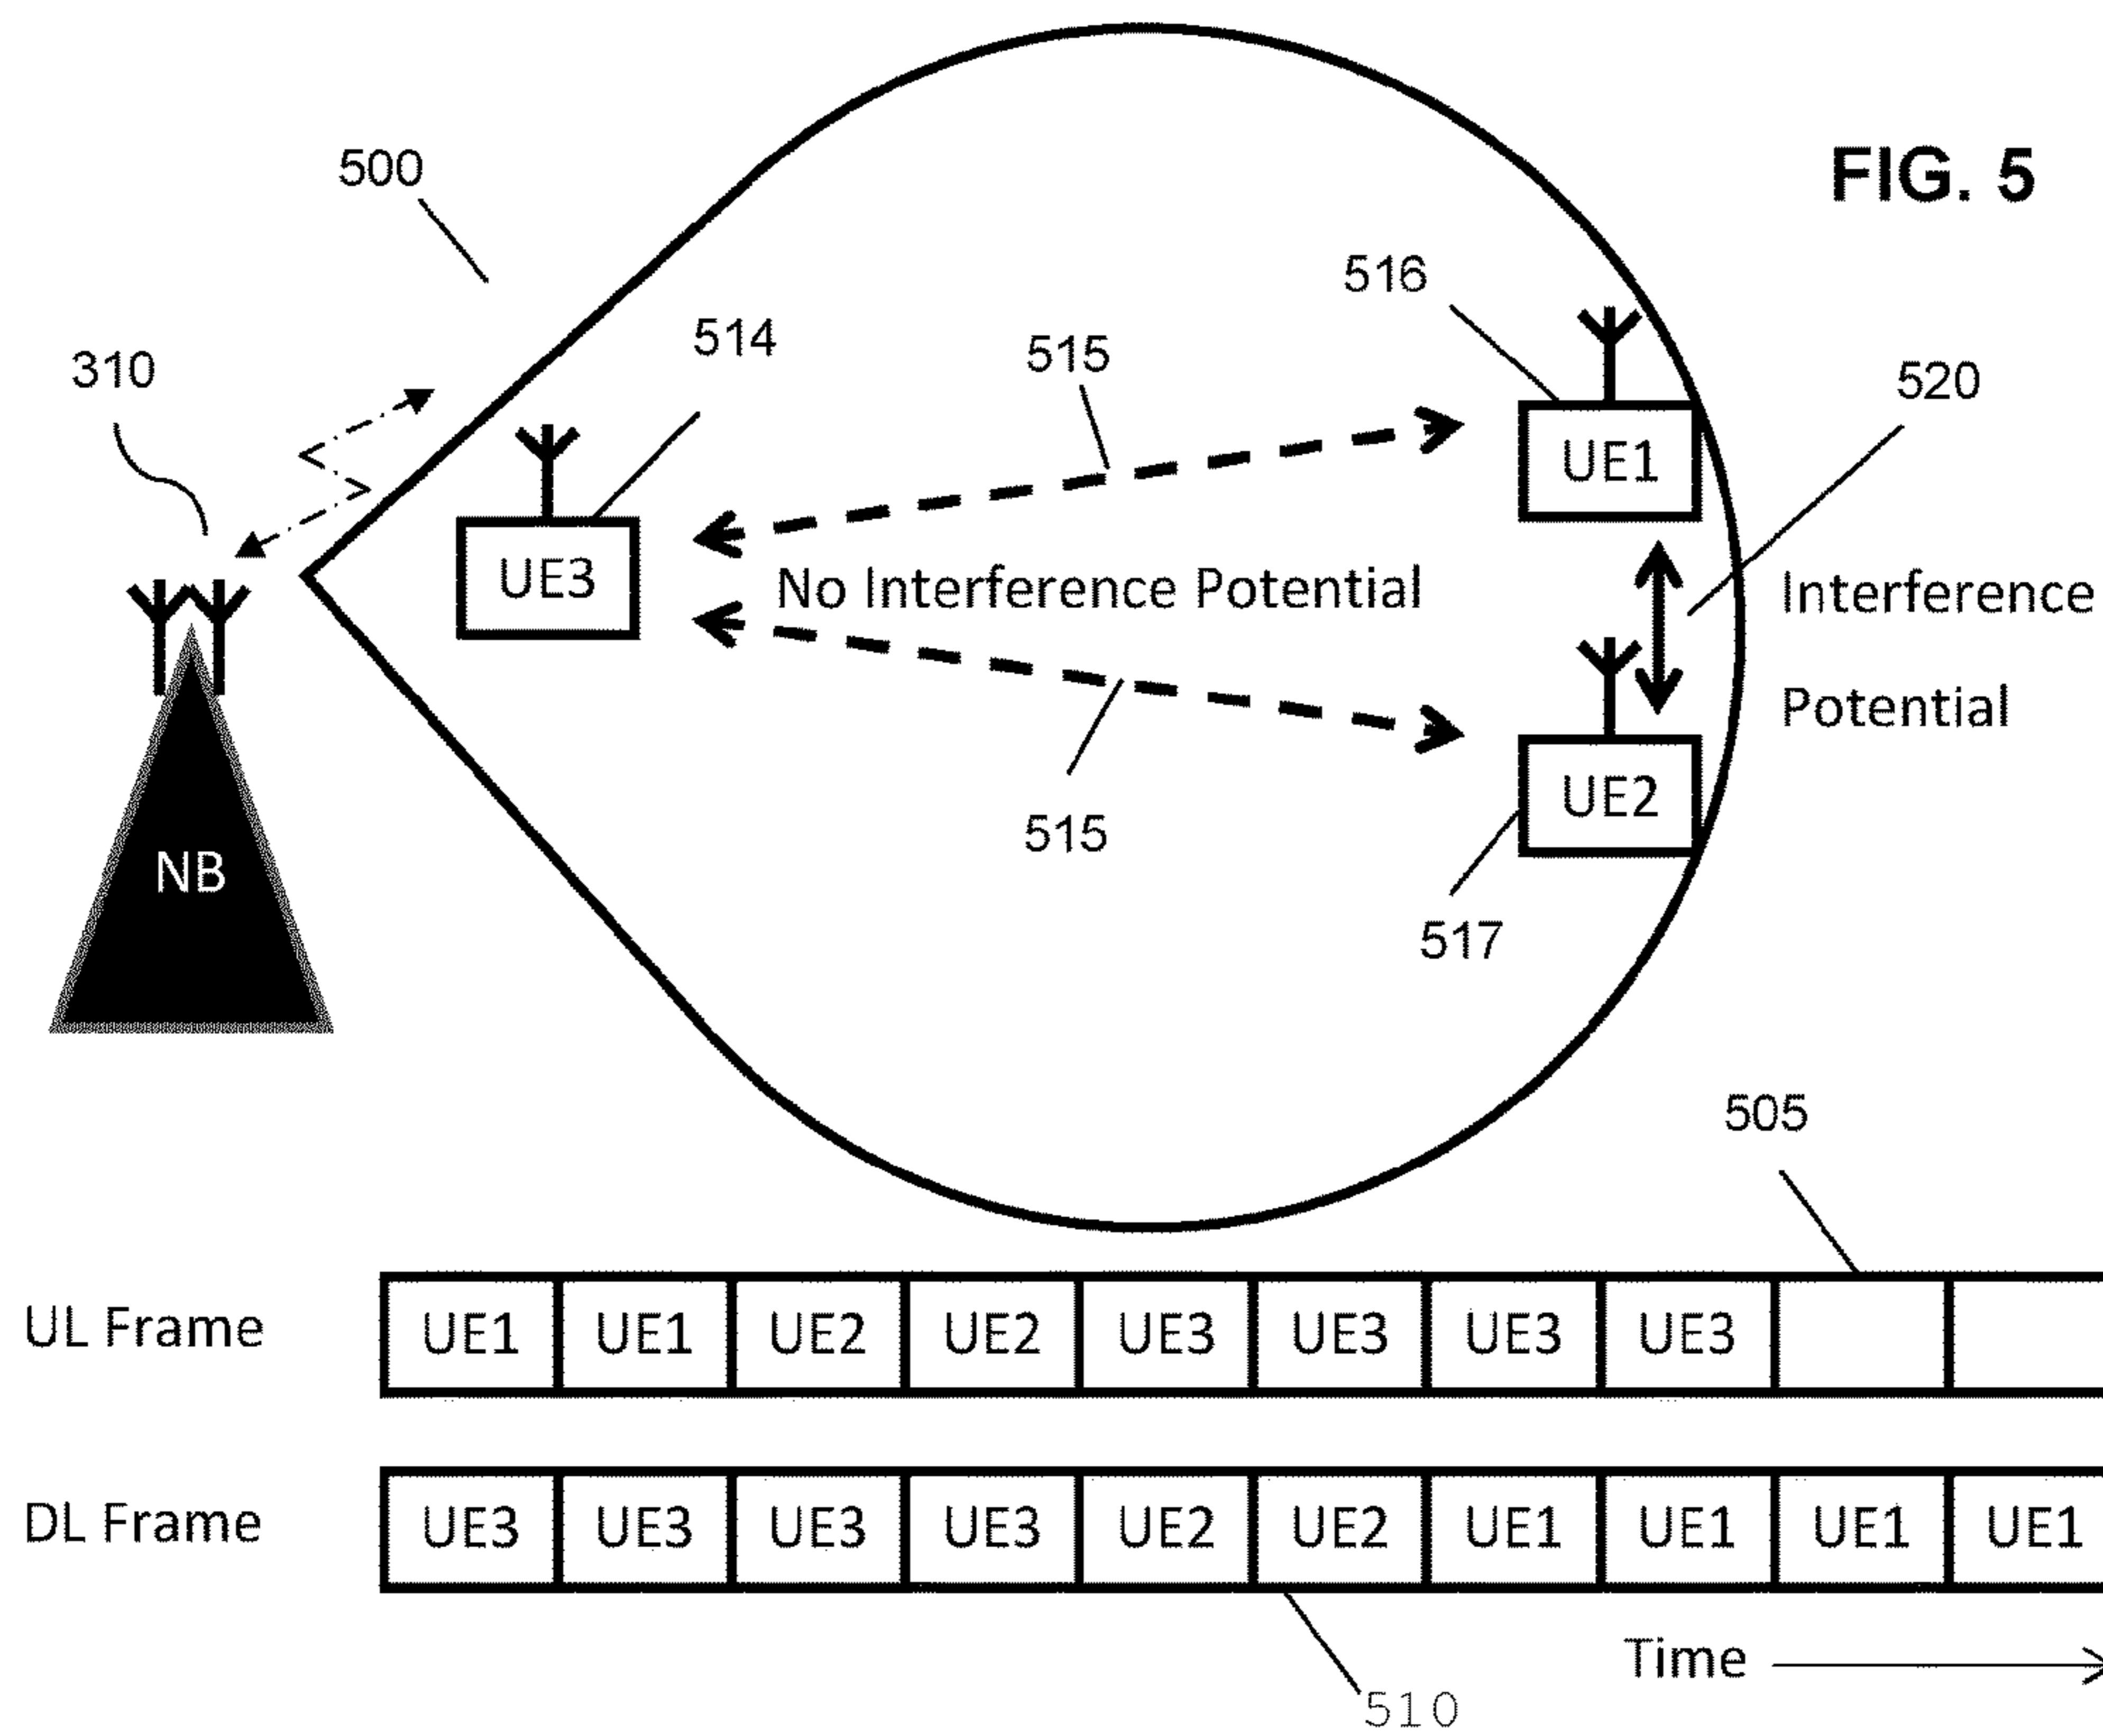 FIG. 5
500
310
514
515
516
520
UE1
UE3
No Interference Potential
Interference
Potential
UE2
515
517
NB
505
UL Frame UE1 UE1 UE2 UE2 UE3 UE3 UE3 UE3
DL Frame UE3 UE3 UE3 UE3 UE2 UE2 UE1 UE1 UE1 UE1
Time
510